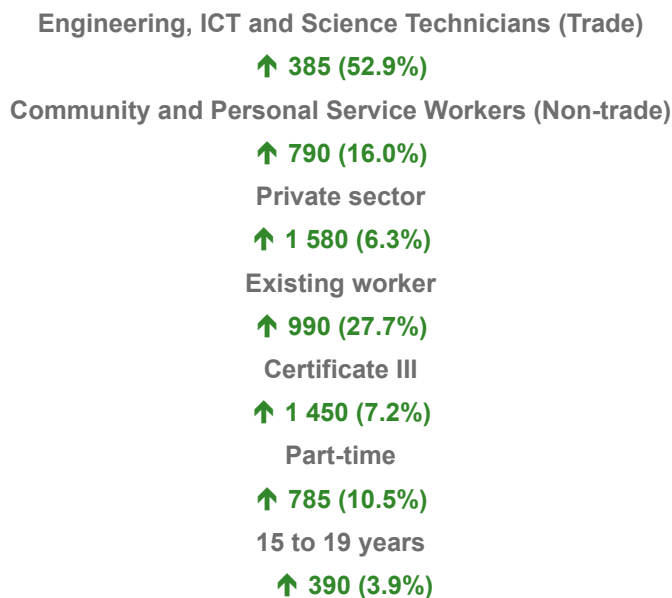 Engineering, ICT and Science Technicians (Trade)
↑ 385 (52.9%)
Community and Personal Service Workers (Non-trade)
↑ 790 (16.0%)
Private sector
↑ 1 580 (6.3%)
Existing worker
↑ 990 (27.7%)
Certificate III
↑ 1 450 (7.2%)
Part-time
↑ 785 (10.5%)
15 to 19 years
↑ 390 (3.9%)